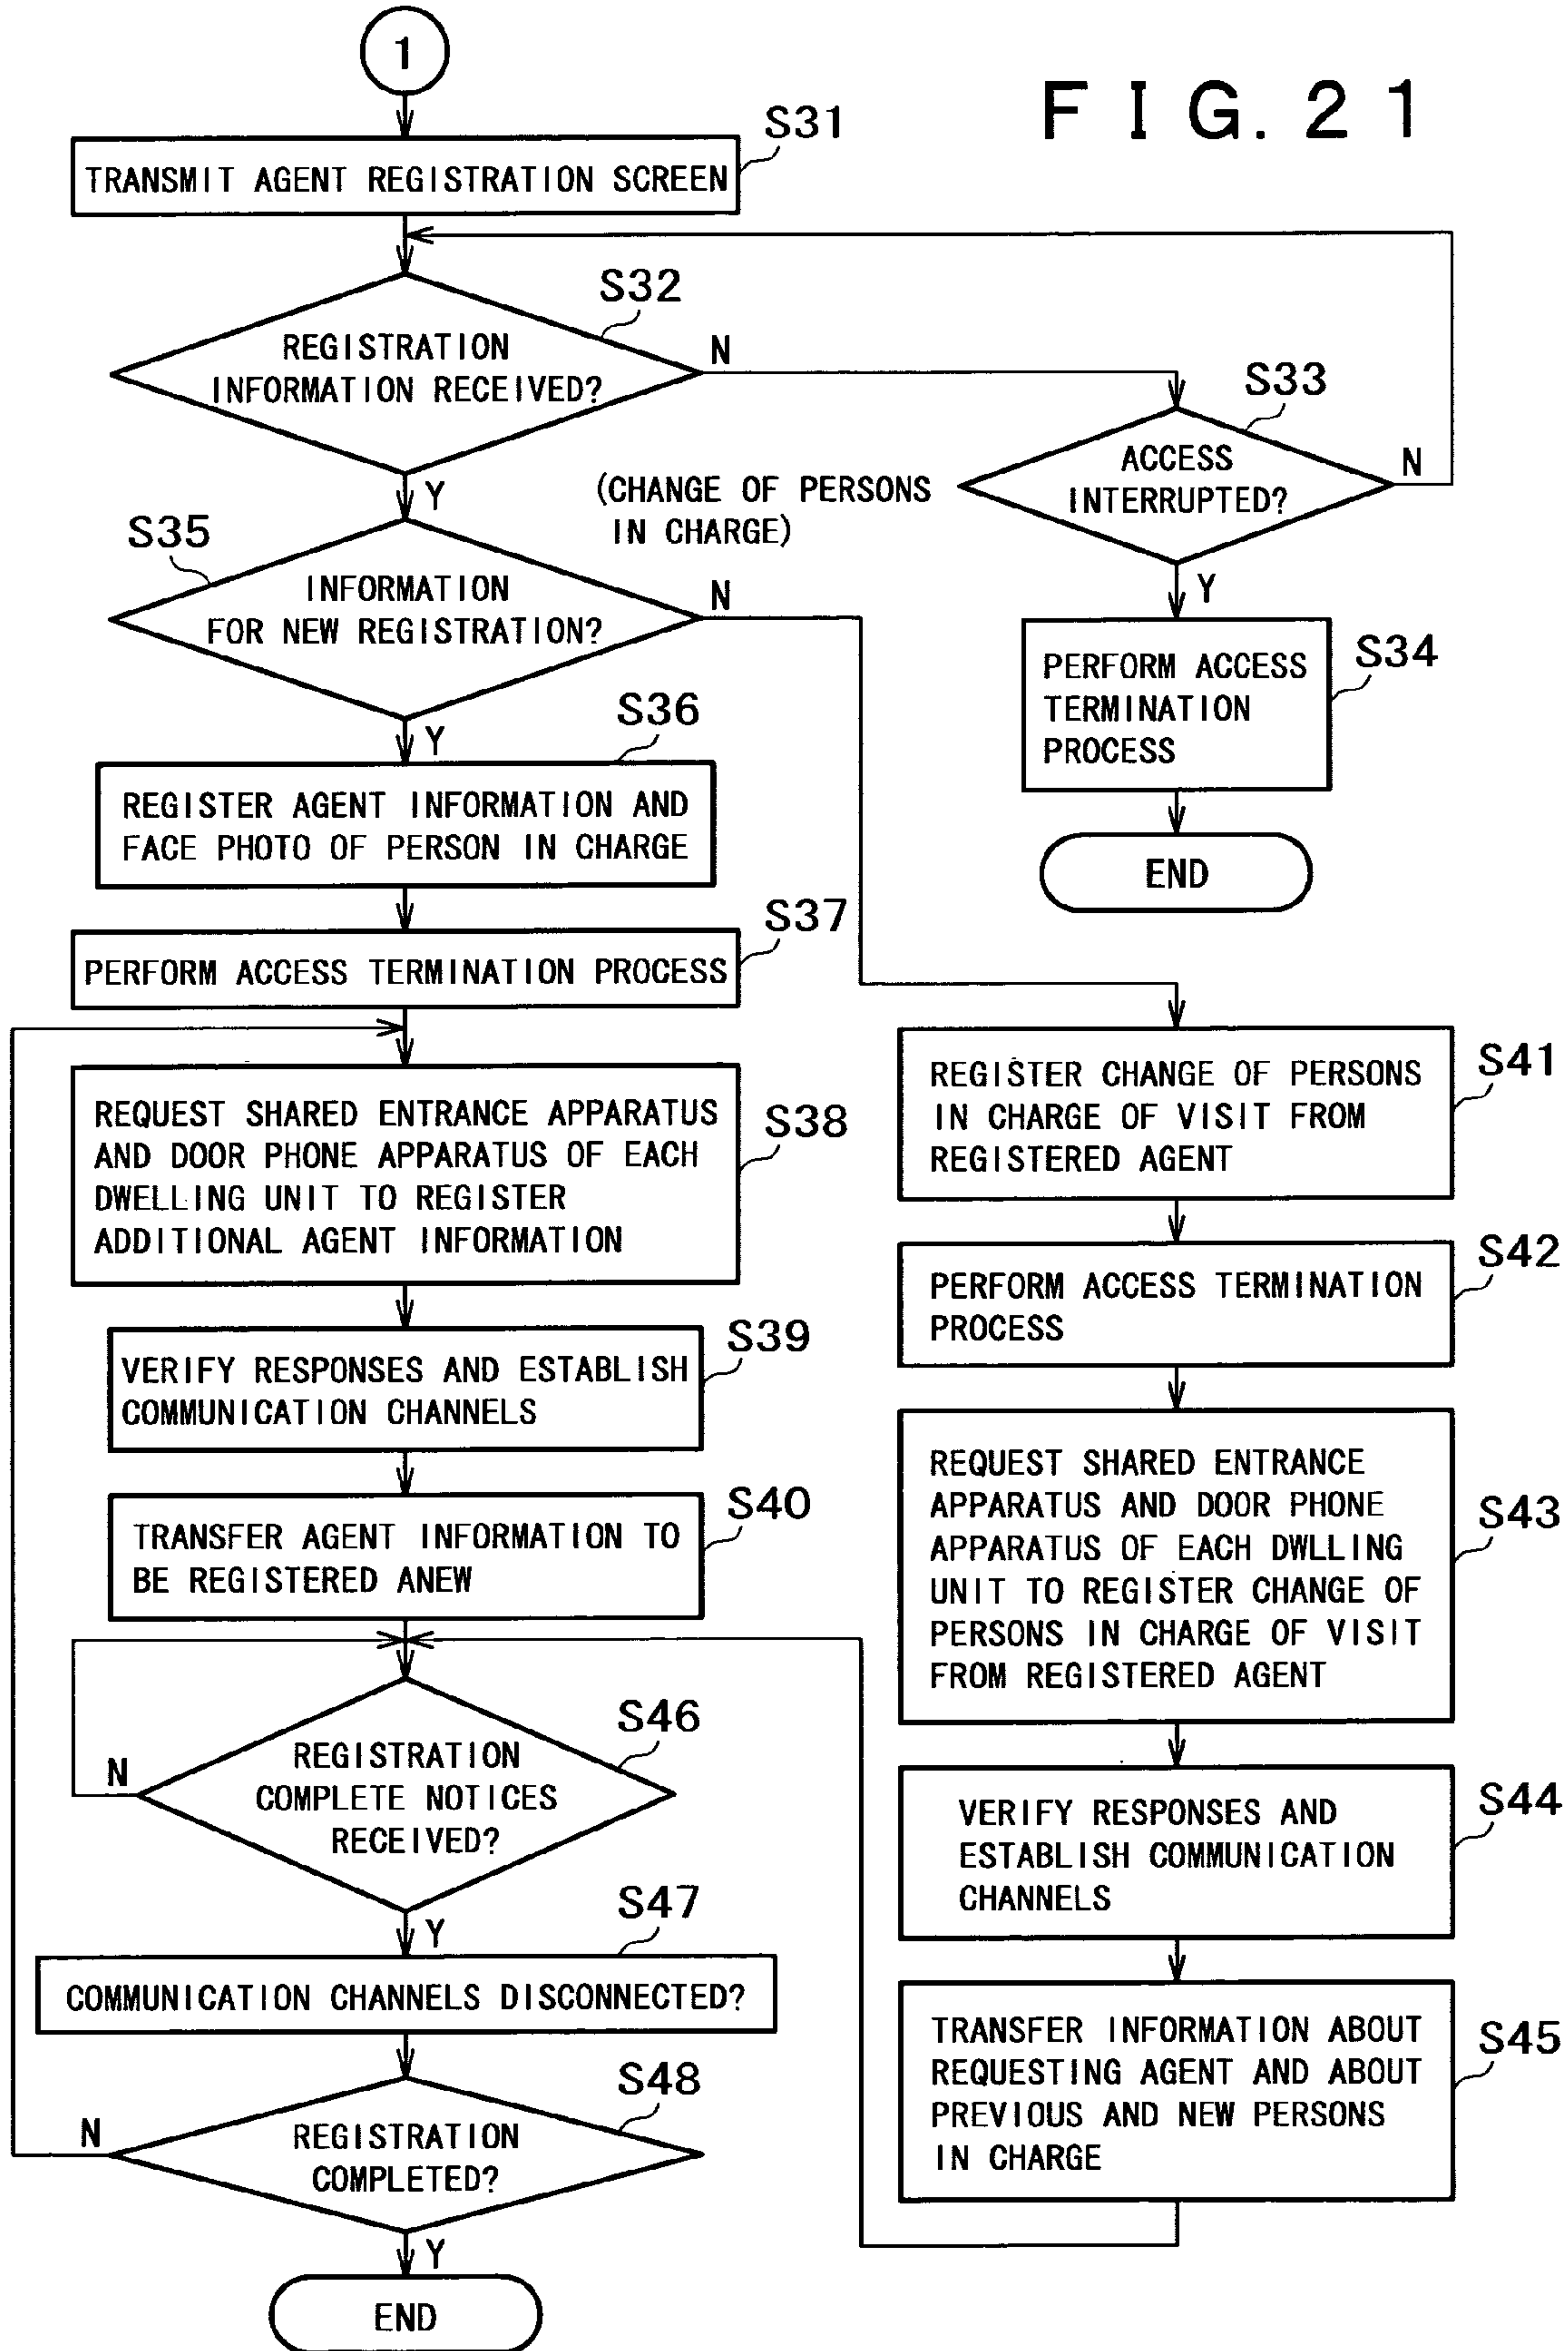 1
FIG. 21
S31
TRANSMIT AGENT REGISTRATION SCREEN
S32
REGISTRATION
INFORMATION RECEIVED?
N
Y
S33
ACCESS
INTERRUPTED?
N
Y
S34
PERFORM ACCESS
TERMINATION
PROCESS
END
(CHANGE OF PERSONS
IN CHARGE)
S35
INFORMATION
FOR NEW REGISTRATION?
N
Y
S36
REGISTER AGENT INFORMATION AND
FACE PHOTO OF PERSON IN CHARGE
S37
PERFORM ACCESS TERMINATION PROCESS
S38
REQUEST SHARED ENTRANCE APPARATUS
AND DOOR PHONE APPARATUS OF EACH
DWELLING UNIT TO REGISTER
ADDITIONAL AGENT INFORMATION
S39
VERIFY RESPONSES AND ESTABLISH
COMMUNICATION CHANNELS
S40
TRANSFER AGENT INFORMATION TO
BE REGISTERED ANEW
S41
REGISTER CHANGE OF PERSONS
IN CHARGE OF VISIT FROM
REGISTERED AGENT
S42
PERFORM ACCESS TERMINATION
PROCESS
S43
REQUEST SHARED ENTRANCE
APPARATUS AND DOOR PHONE
APPARATUS OF EACH DWLLING
UNIT TO REGISTER CHANGE OF
PERSONS IN CHARGE OF VISIT
FROM REGISTERED AGENT
S44
VERIFY RESPONSES AND
ESTABLISH COMMUNICATION
CHANNELS
S45
TRANSFER INFORMATION ABOUT
REQUESTING AGENT AND ABOUT
PREVIOUS AND NEW PERSONS
IN CHARGE
S46
REGISTRATION
COMPLETE NOTICES
RECEIVED?
N
Y
S47
COMMUNICATION CHANNELS DISCONNECTED?
S48
REGISTRATION
COMPLETED?
N
Y
END